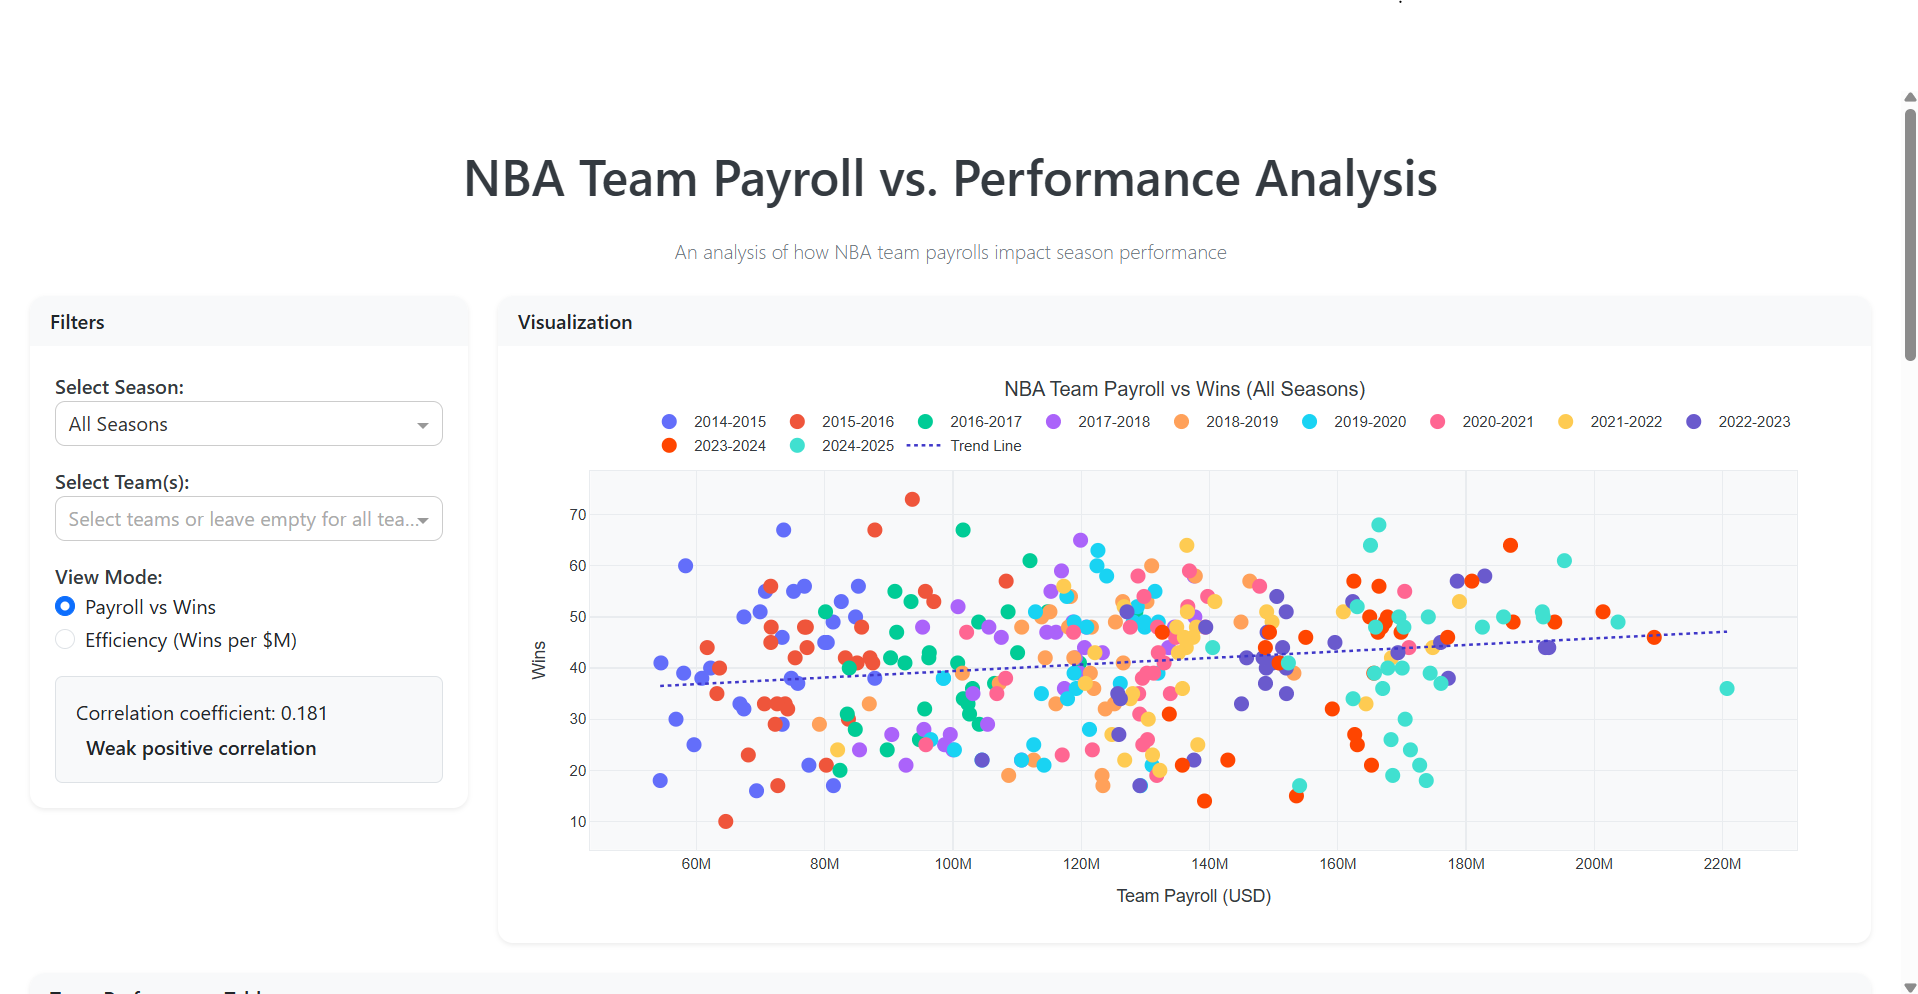 NBA Team Payroll vs. Performance Analysis
An analysis of how NBA team payrolls impact season performance
Filters
Select Season:
All Seasons
Select Team(s):
Select teams or leave empty for all tea...
View Mode:
Payroll vs Wins
Efficiency (Wins per $M)
Correlation coefficient: 0.181
Weak positive correlation
Visualization
NBA Team Payroll vs Wins (All Seasons)
2014-2015 2015-2016 2016-2017 2017-2018 2018-2019 2019-2020 2020-2021 2021-2022 2022-2023
2023-2024 2024-2025 Trend Line
Wins
70
60
50
40
30
20
10
60M 80M 100M 120M 140M 160M 180M 200M 220M
Team Payroll (USD)